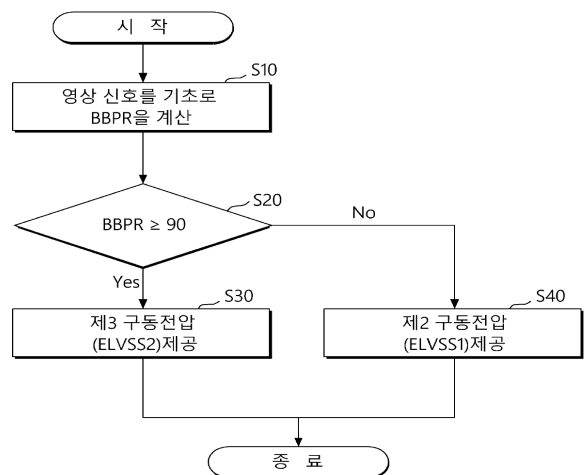 시 작
S10
영상 신호를 기초로
BBPR을 계산
S20
BBPR ≥ 90
No
Yes
S30
제3 구동전압
(ELVSS2)제공
S40
제2 구동전압
(ELVSS1)제공
종 료